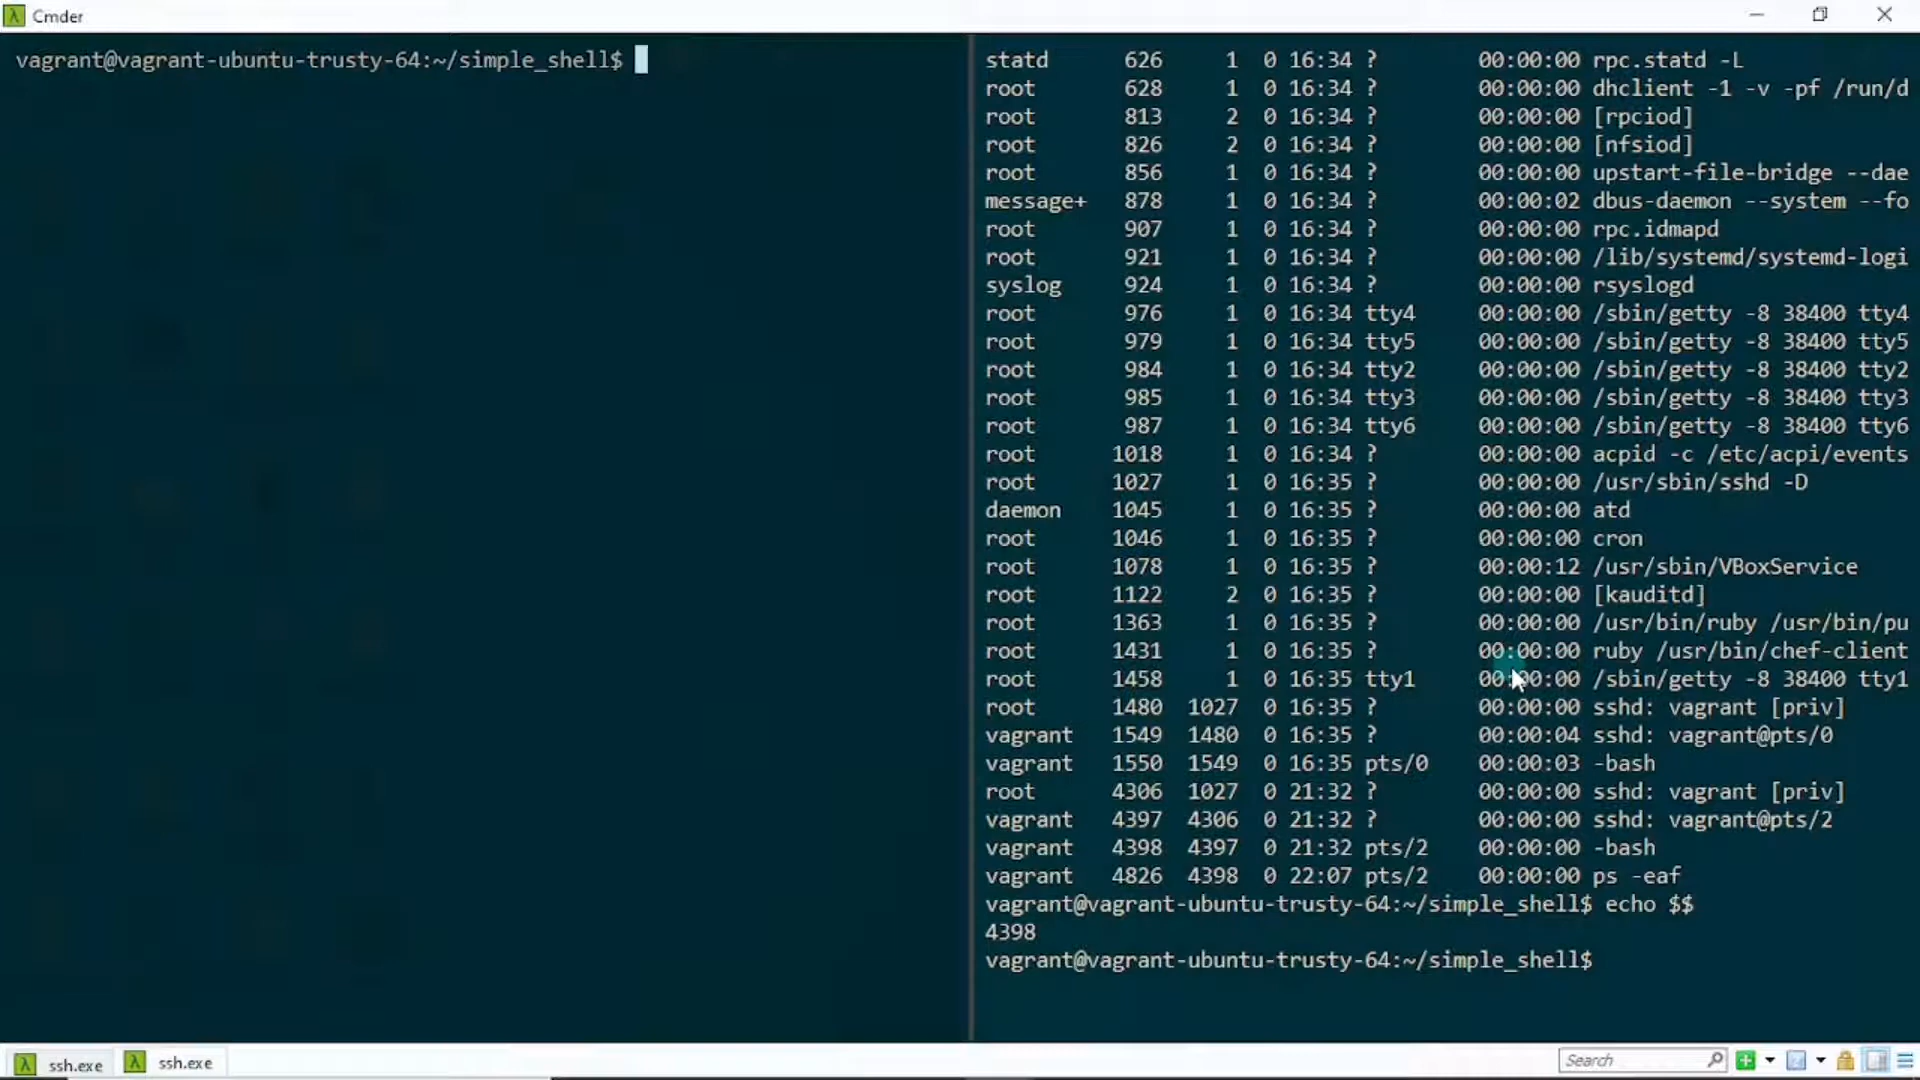 Cmder
vagrant@vagrant-ubuntu-trusty-64:~/simple_shell$
statd 626 1 0 16:34 ? 00:00:00 rpc.statd -L
root 628 1 0 16:34 ? 00:00:00 dhclient -1 -v -pf /run/d
root 813 2 0 16:34 ? 00:00:00 [rpciod]
root 826 2 0 16:34 ? 00:00:00 [nfsiod]
root 856 1 0 16:34 ? 00:00:00 upstart-file-bridge --dae
message+ 878 1 0 16:34 ? 00:00:02 dbus-daemon --system --fo
root 907 1 0 16:34 ? 00:00:00 rpc.idmapd
root 921 1 0 16:34 ? 00:00:00 /lib/systemd/systemd-logi
syslog 924 1 0 16:34 ? 00:00:00 rsyslogd
root 976 1 0 16:34 tty4 00:00:00 /sbin/getty -8 38400 tty4
root 979 1 0 16:34 tty5 00:00:00 /sbin/getty -8 38400 tty5
root 984 1 0 16:34 tty2 00:00:00 /sbin/getty -8 38400 tty2
root 985 1 0 16:34 tty3 00:00:00 /sbin/getty -8 38400 tty3
root 987 1 0 16:34 tty6 00:00:00 /sbin/getty -8 38400 tty6
root 1018 1 0 16:34 ? 00:00:00 acpid -c /etc/acpi/events
root 1027 1 0 16:35 ? 00:00:00 /usr/sbin/sshd -D
daemon 1045 1 0 16:35 ? 00:00:00 atd
root 1046 1 0 16:35 ? 00:00:00 cron
root 1078 1 0 16:35 ? 00:00:12 /usr/sbin/VBoxService
root 1122 2 0 16:35 ? 00:00:00 [kauditd]
root 1363 1 0 16:35 ? 00:00:00 /usr/bin/ruby /usr/bin/pu
root 1431 1 0 16:35 ? 00:00:00 ruby /usr/bin/chef-client
root 1458 1 0 16:35 tty1 00:00:00 /sbin/getty -8 38400 tty1
root 1480 1027 0 16:35 ? 00:00:00 sshd: vagrant [priv]
vagrant 1549 1480 0 16:35 ? 00:00:04 sshd: vagrant@pts/0
vagrant 1550 1549 0 16:35 pts/0 00:00:03 -bash
root 4306 1027 0 21:32 ? 00:00:00 sshd: vagrant [priv]
vagrant 4397 4306 0 21:32 ? 00:00:00 sshd: vagrant@pts/2
vagrant 4398 4397 0 21:32 pts/2 00:00:00 -bash
vagrant 4826 4398 0 22:07 pts/2 00:00:00 ps -eaf
vagrant@vagrant-ubuntu-trusty-64:~/simple_shell$ echo $$
4398
vagrant@vagrant-ubuntu-trusty-64:~/simple_shell$
ssh.exe
ssh.exe
Search